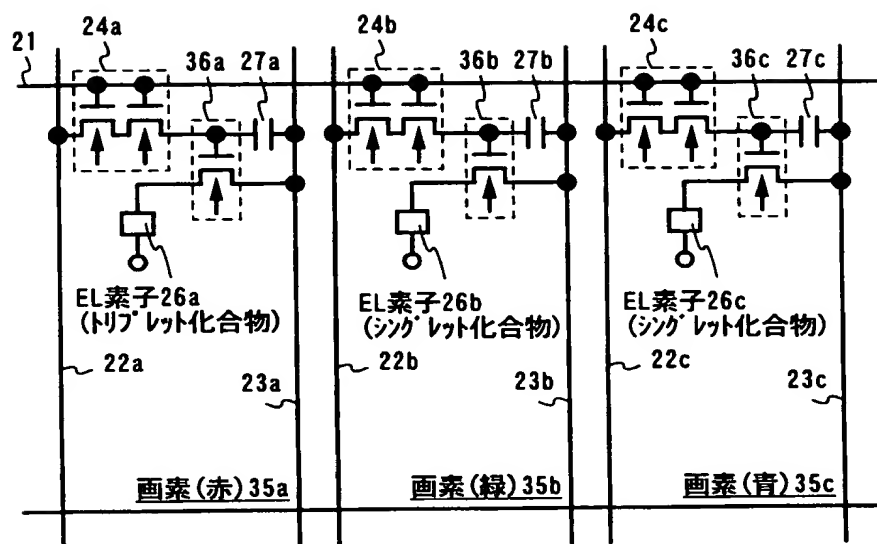 24a
24b
24c
21
36a
27a
36b
27b
36c
27c
EL素子26a
(トリプレット化合物)
EL素子26b
(シングレット化合物)
EL素子26c
(シングレット化合物)
22a
22b
22c
23a
23b
23c
画素(赤)35a
画素(緑)35b
画素(青)35c